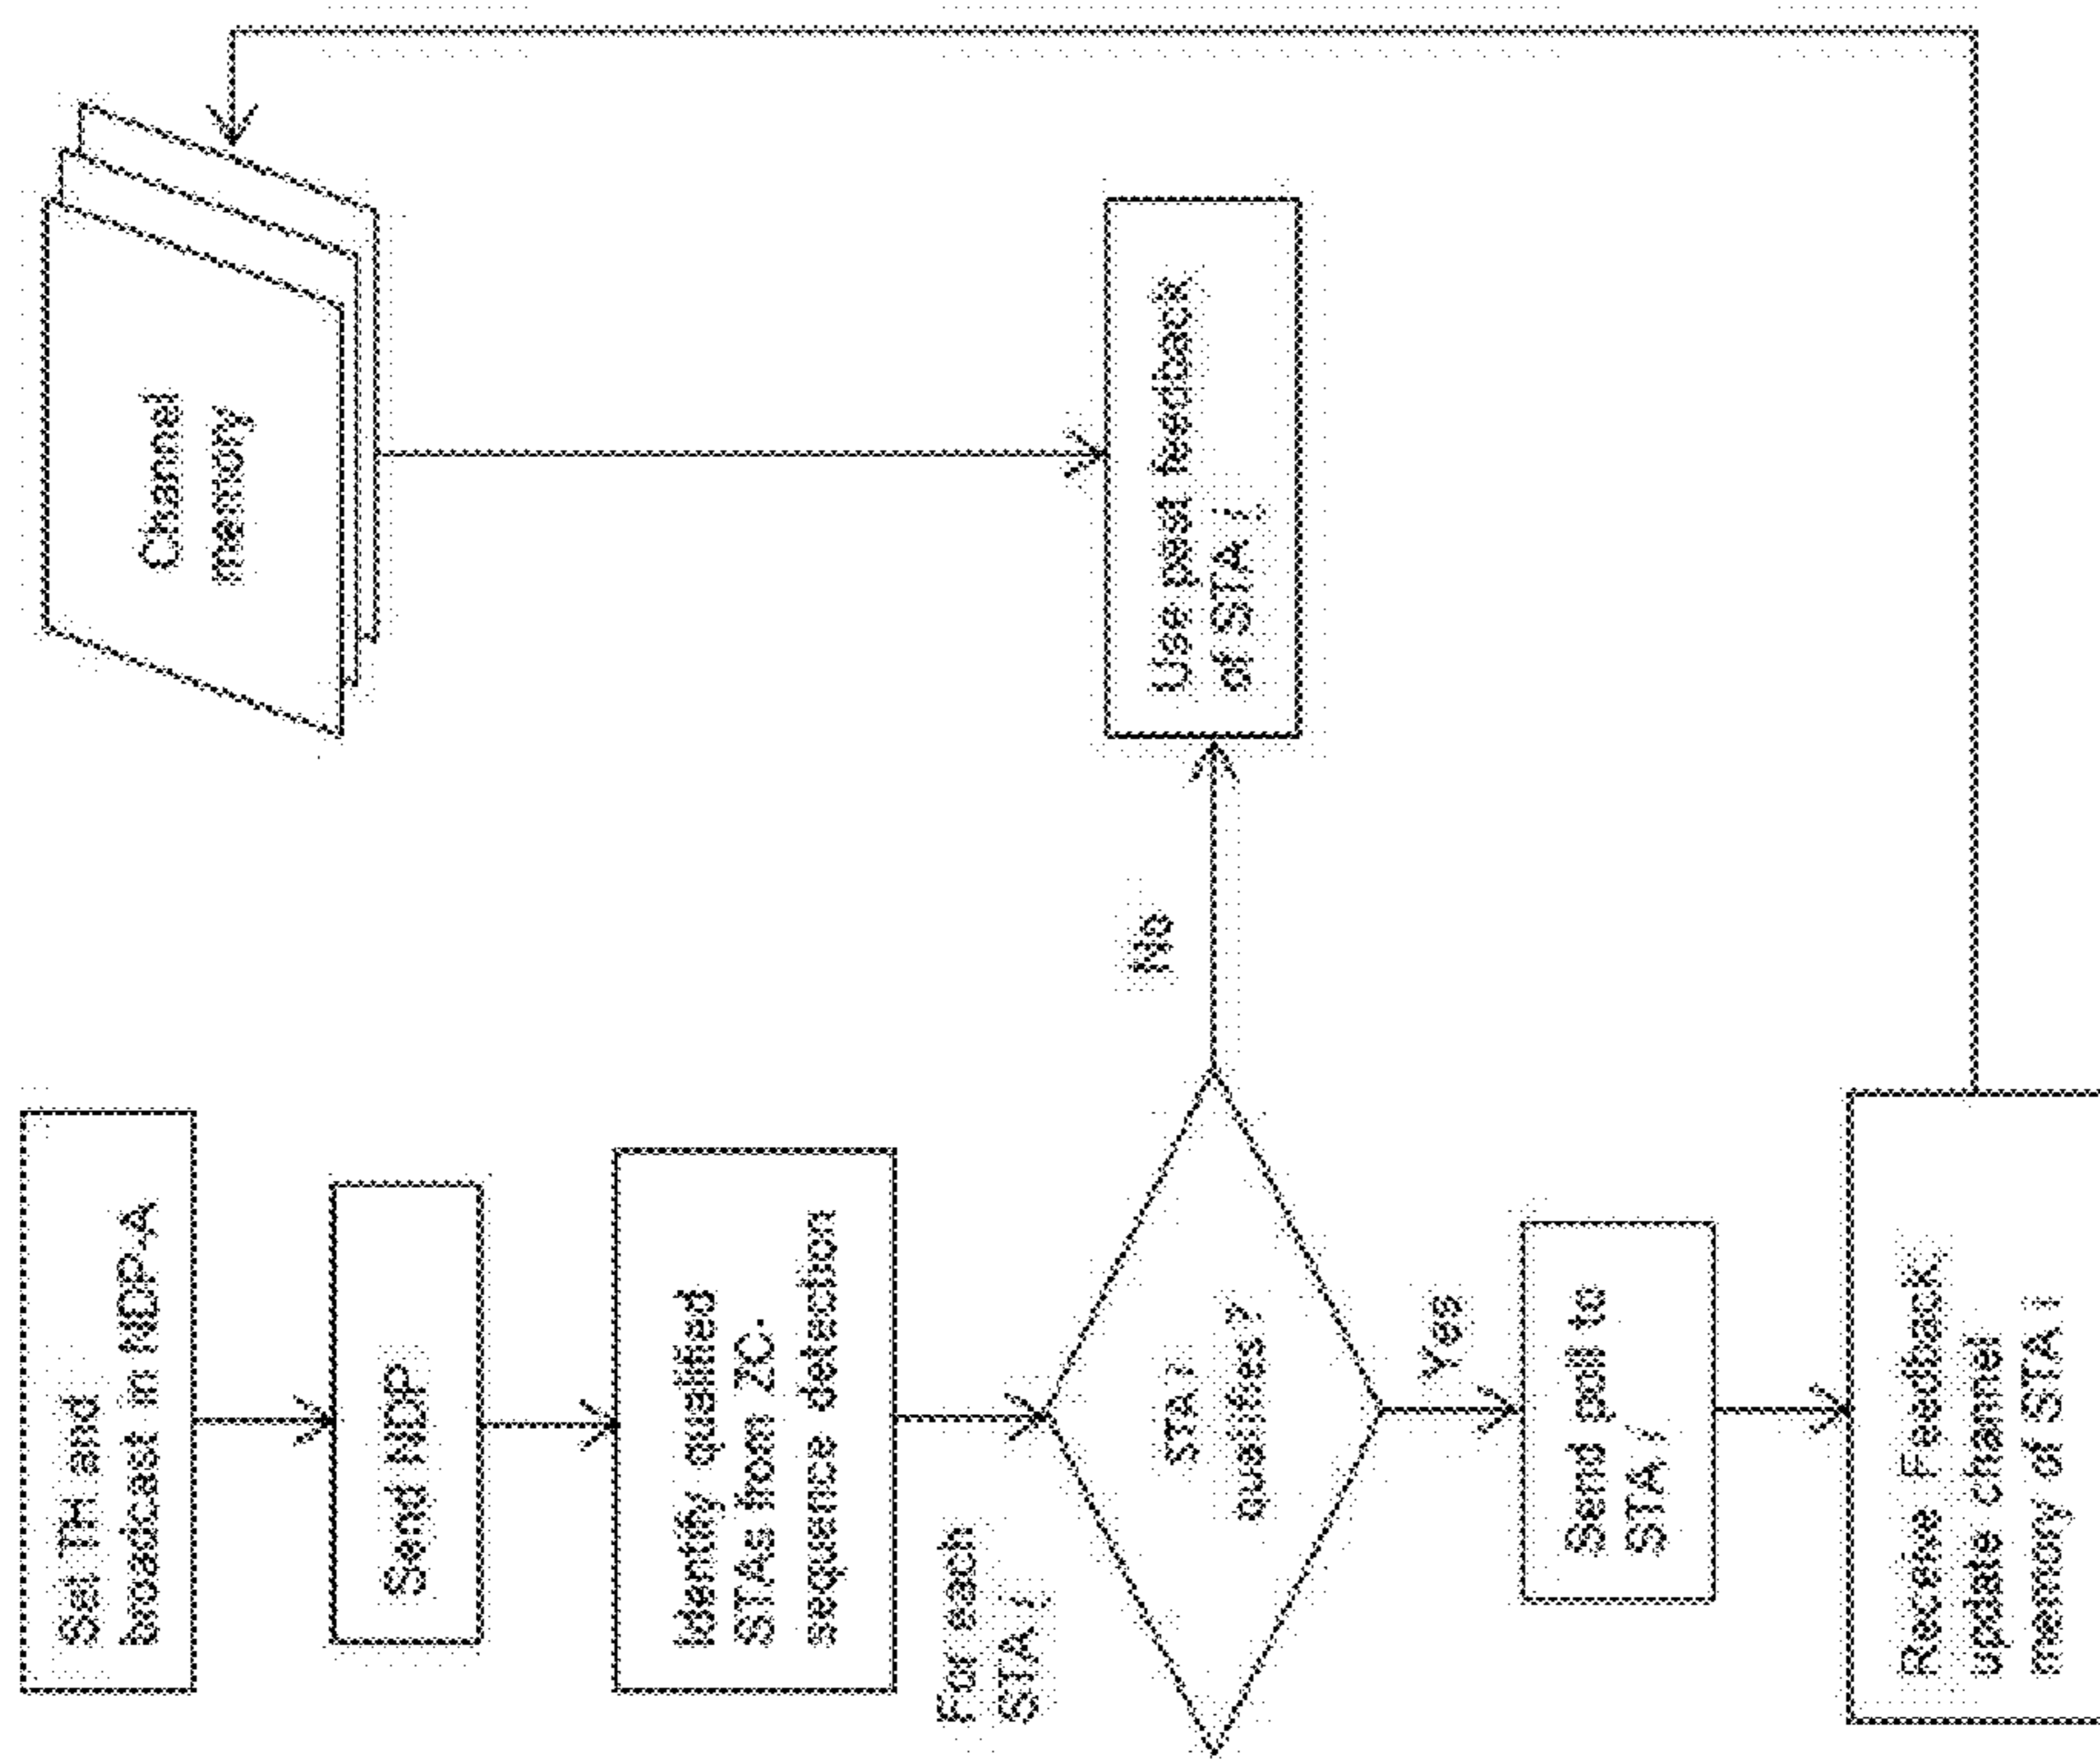 Set TH and
broadcast in NDP-A
Send NDP
Identify qualified
STAs from ZC-
sequence detection
For each
STA i
STA i
qualifies?
No
Yes
Use past feedback
of STA i
Channel
memory
Send poll to
STA i
Receive Feedback,
update channel
memory of STA i